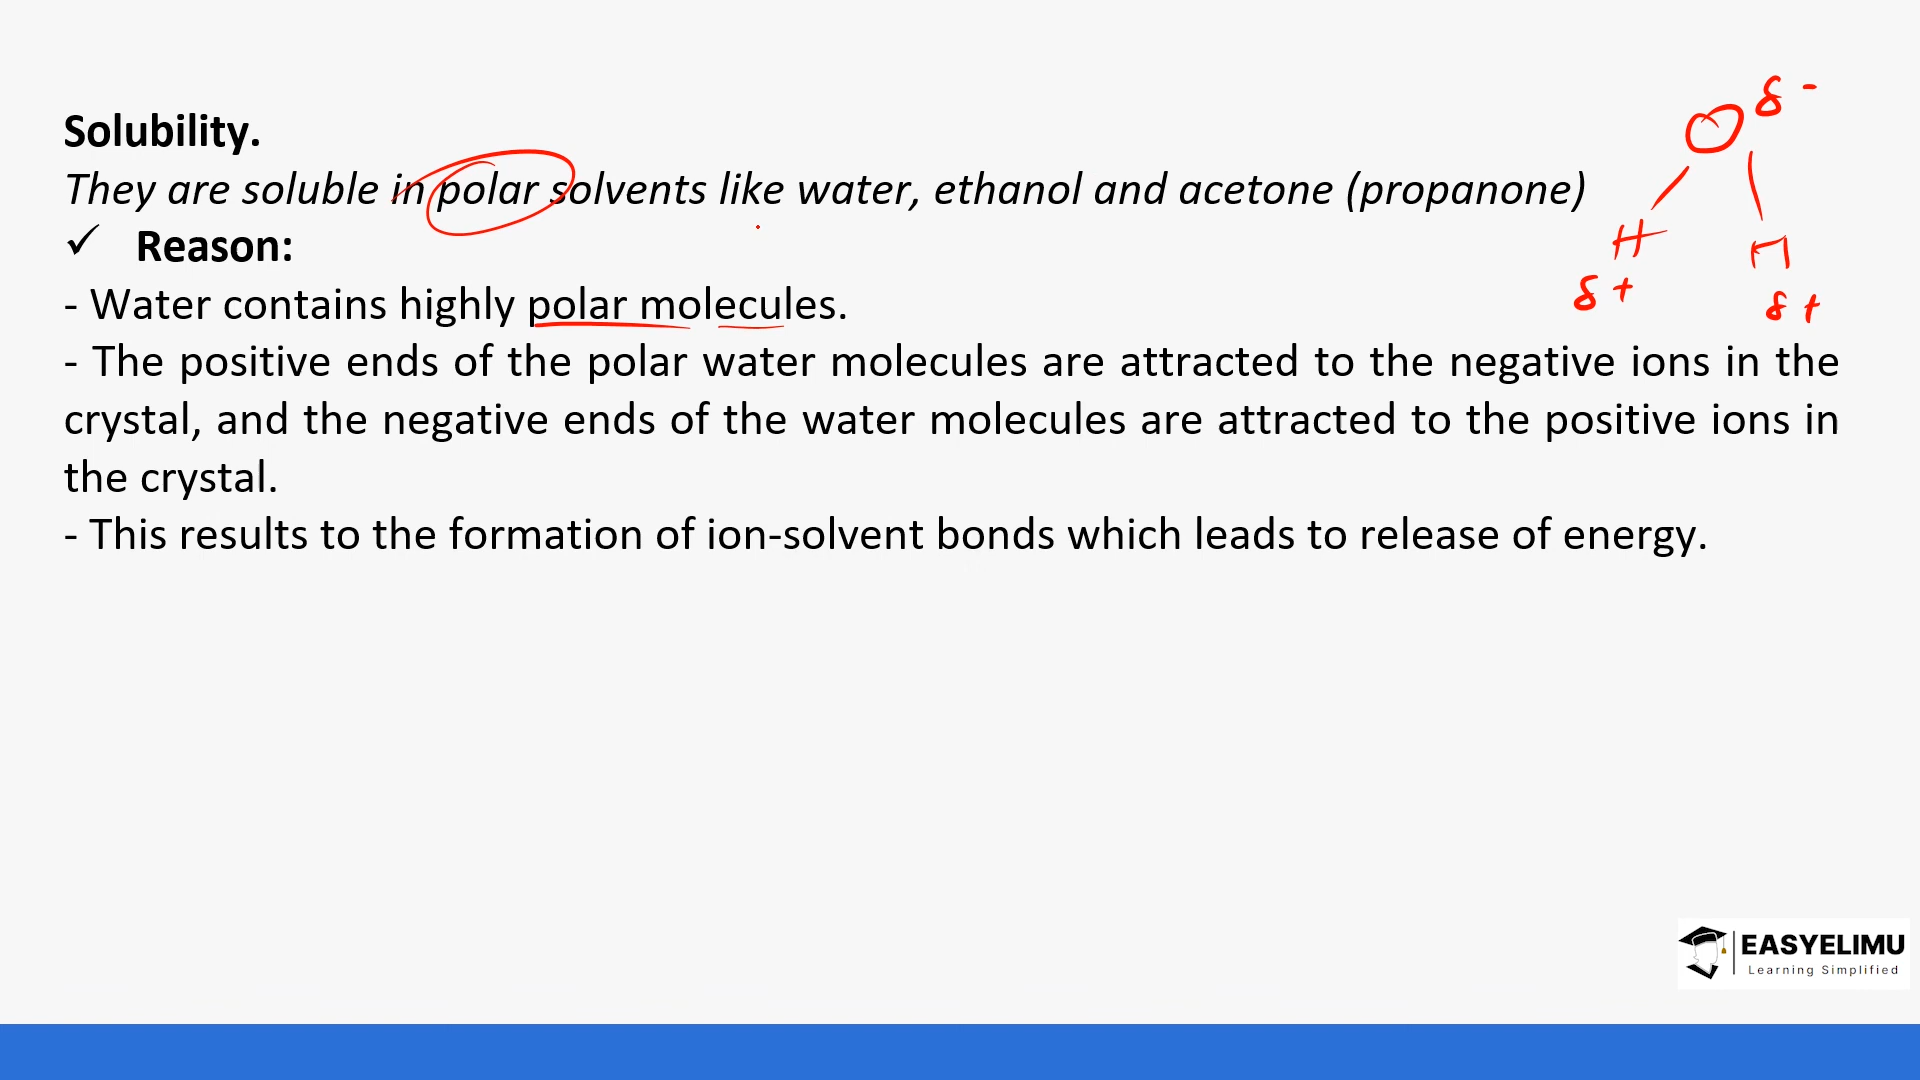 Solubility.
They are soluble in polar solvents like water, ethanol and acetone (propanone)
✓ Reason:
- Water contains highly polar molecules.
- The positive ends of the polar water molecules are attracted to the negative ions in the
crystal, and the negative ends of the water molecules are attracted to the positive ions in
the crystal.
- This results to the formation of ion-solvent bonds which leads to release of energy.
O δ -
H H
δ + δ +
EASYELIMU
Learning Simplified